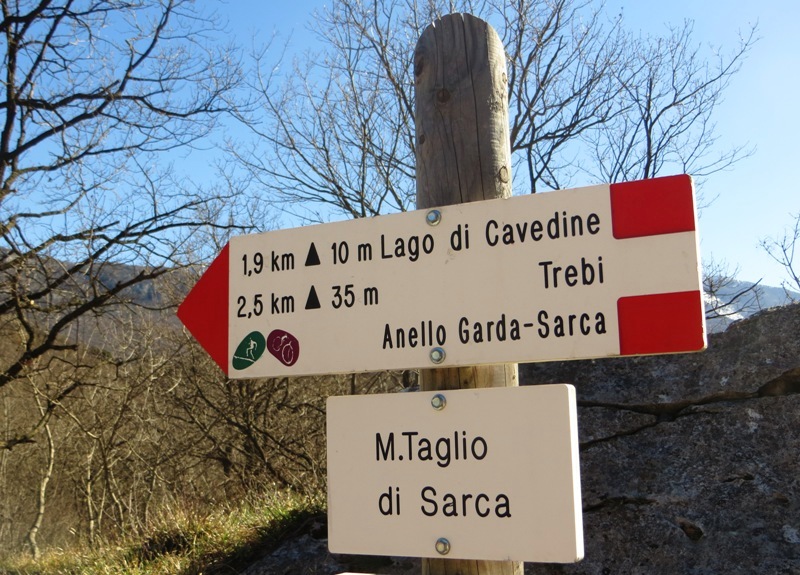 1,9 km ▲ 10 m Lago di Cavedine
2,5 km ▲ 35 m Trebi
Anello Garda-Sarca
M.Taglio
di Sarca